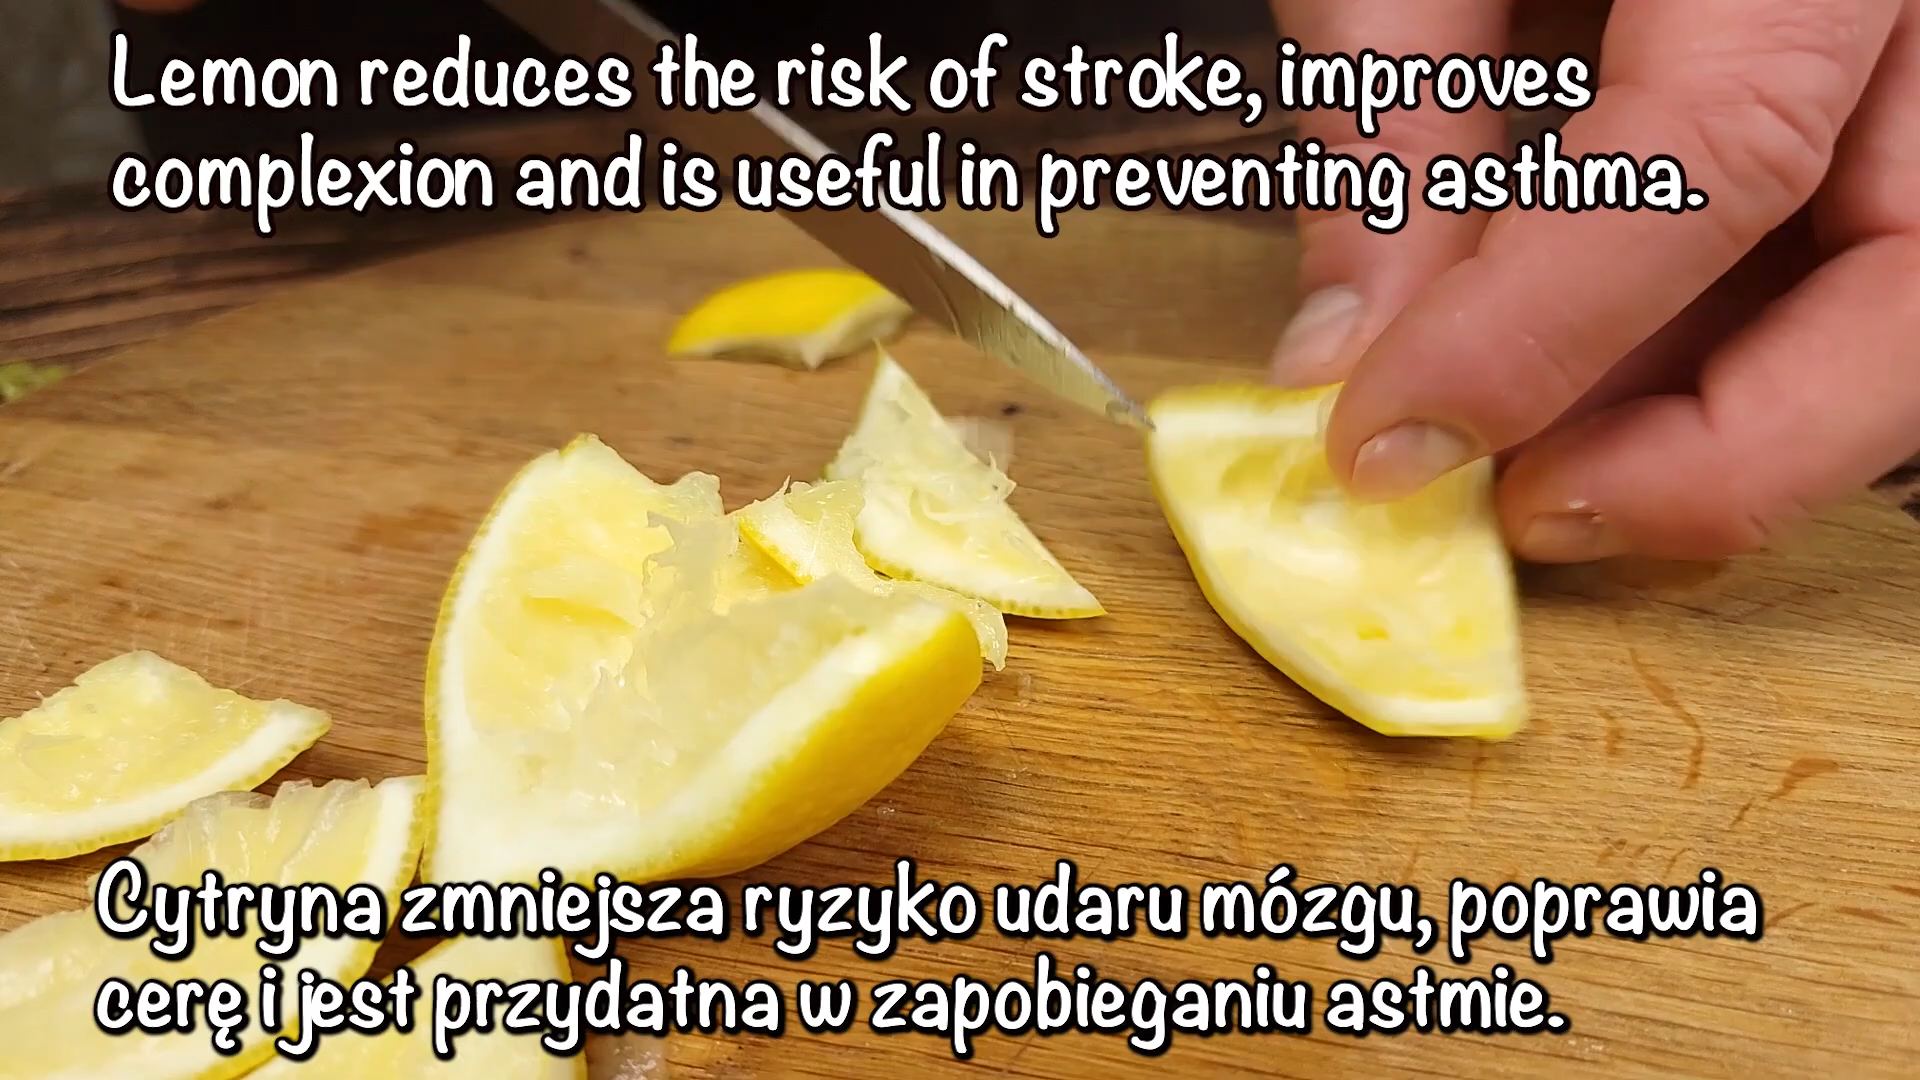 Lemon reduces the risk of stroke, improves
complexion and is useful in preventing asthma.
Cytryna zmniejsza ryzyko udaru mózgu, poprawia
cerę i jest przydatna w zapobieganiu astmie.